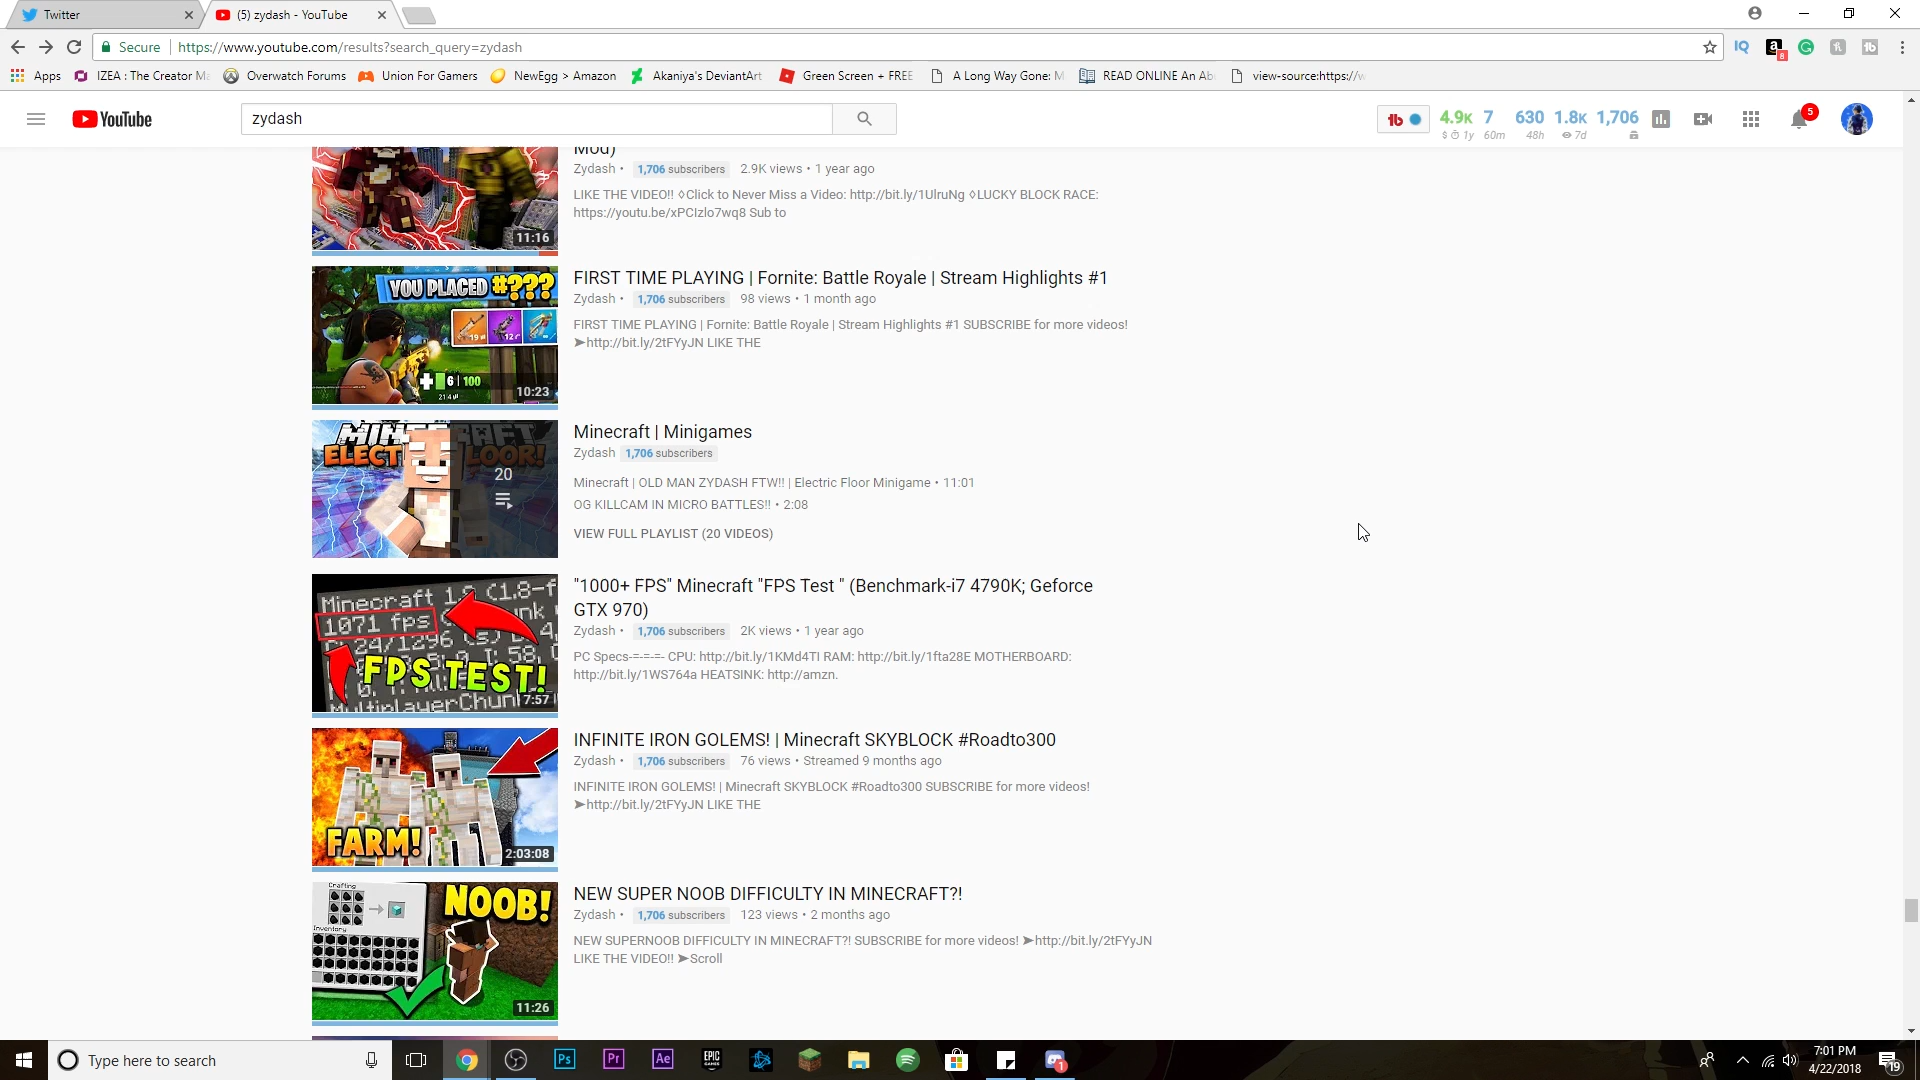 Twitter
(5) zydash - YouTube
Secure
https://www.youtube.com/results?search_query=zydash
Apps
IZEA : The Creator Ma
Overwatch Forums
Union For Gamers
NewEgg > Amazon
Akaniya's DeviantArt
Green Screen + FREE
A Long Way Gone: M
READ ONLINE An Ab
view-source:https://w
YouTube
zydash
4.9K 7 630 1.8K 1,706
$ 1y 60m 48h 7d
5
Mod)
Zydash • 1,706 subscribers 2.9K views • 1 year ago
LIKE THE VIDEO!! ◊Click to Never Miss a Video: http://bit.ly/1UlruNg ◊LUCKY BLOCK RACE:
https://youtu.be/xPCIzlo7wq8 Sub to
11:16
YOU PLACED #???
6 | 100
10:23
FIRST TIME PLAYING | Fornite: Battle Royale | Stream Highlights #1
Zydash • 1,706 subscribers 98 views • 1 month ago
FIRST TIME PLAYING | Fornite: Battle Royale | Stream Highlights #1 SUBSCRIBE for more videos!
➤http://bit.ly/2tFYyJN LIKE THE
20
Minecraft | Minigames
Zydash 1,706 subscribers
Minecraft | OLD MAN ZYDASH FTW!! | Electric Floor Minigame • 11:01
OG KILLCAM IN MICRO BATTLES!! • 2:08
VIEW FULL PLAYLIST (20 VIDEOS)
1071 fps
FPS TEST!
7:57
"1000+ FPS" Minecraft "FPS Test " (Benchmark-i7 4790K; Geforce
GTX 970)
Zydash • 1,706 subscribers 2K views • 1 year ago
PC Specs-=-=-=- CPU: http://bit.ly/1KMd4TI RAM: http://bit.ly/1fta28E MOTHERBOARD:
http://bit.ly/1WS764a HEATSINK: http://amzn.
FARM!
2:03:08
INFINITE IRON GOLEMS! | Minecraft SKYBLOCK #Roadto300
Zydash • 1,706 subscribers 76 views • Streamed 9 months ago
INFINITE IRON GOLEMS! | Minecraft SKYBLOCK #Roadto300 SUBSCRIBE for more videos!
➤http://bit.ly/2tFYyJN LIKE THE
Crafting
Inventory
NOOB!
11:26
NEW SUPER NOOB DIFFICULTY IN MINECRAFT?!
Zydash • 1,706 subscribers 123 views • 2 months ago
NEW SUPERNOOB DIFFICULTY IN MINECRAFT?! SUBSCRIBE for more videos! ➤http://bit.ly/2tFYyJN
LIKE THE VIDEO!! ➤Scroll
Type here to search
Ps
Pr
Ae
EPIC GAMES
7:01 PM
4/22/2018
19